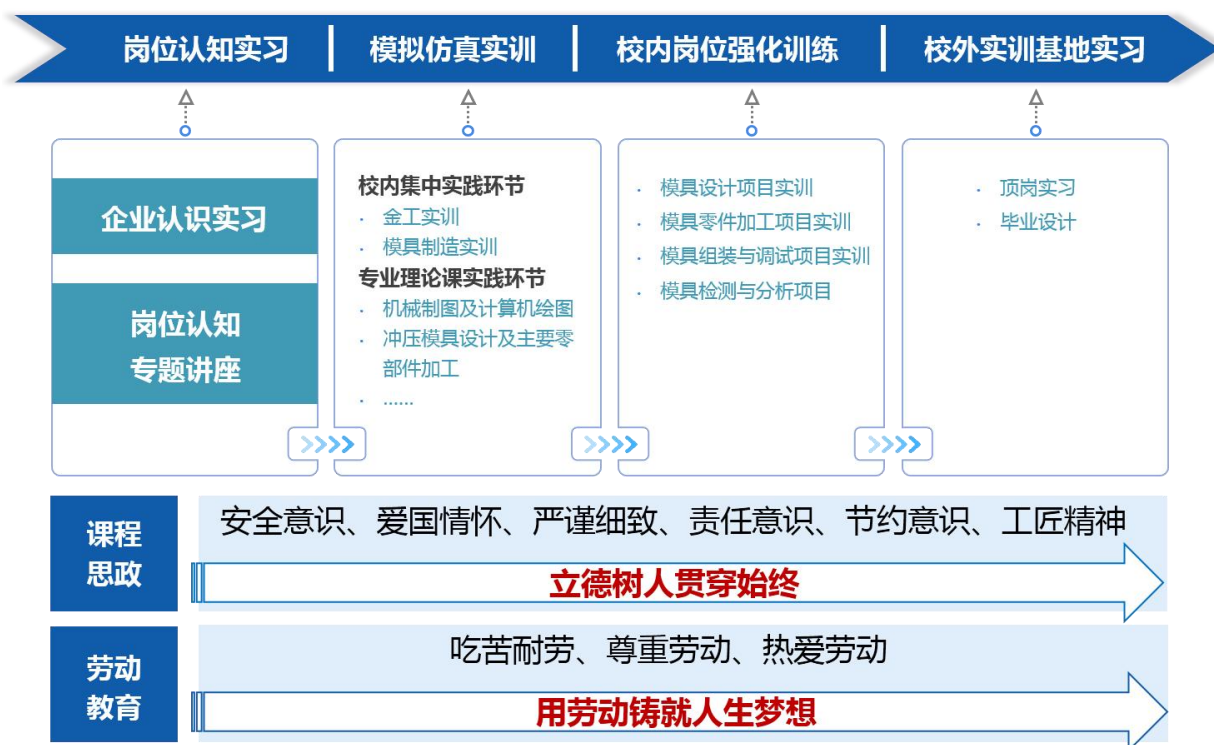 岗位认知实习
模拟仿真实训
校内岗位强化训练
校外实训基地实习
企业认识实习
岗位认知
专题讲座
校内集中实践环节
· 金工实训
· 模具制造实训
专业理论课实践环节
· 机械制图及计算机绘图
· 冲压模具设计及主要零
部件加工
· ……
· 模具设计项目实训
· 模具零件加工项目实训
· 模具组装与调试项目实训
· 模具检测与分析项目
· 顶岗实习
· 毕业设计
课程
思政
安全意识、爱国情怀、严谨细致、责任意识、节约意识、工匠精神
立德树人贯穿始终
劳动
教育
吃苦耐劳、尊重劳动、热爱劳动
用劳动铸就人生梦想